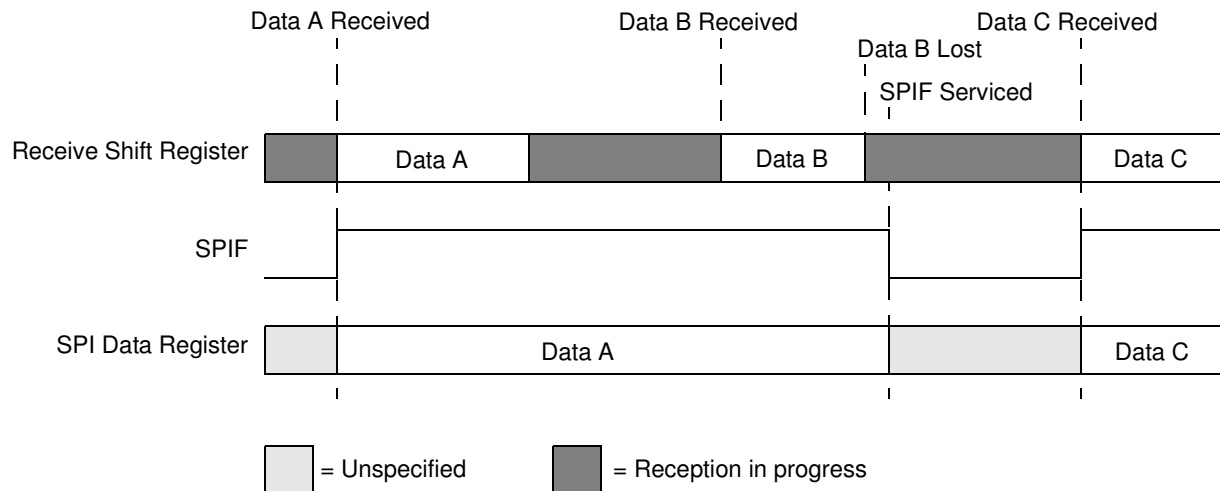 Data A Received
Data B Received
Data C Received
Data B Lost
SPIF Serviced
Receive Shift Register
Data A
Data B
Data C
SPIF
SPI Data Register
Data A
Data C
= Unspecified
= Reception in progress